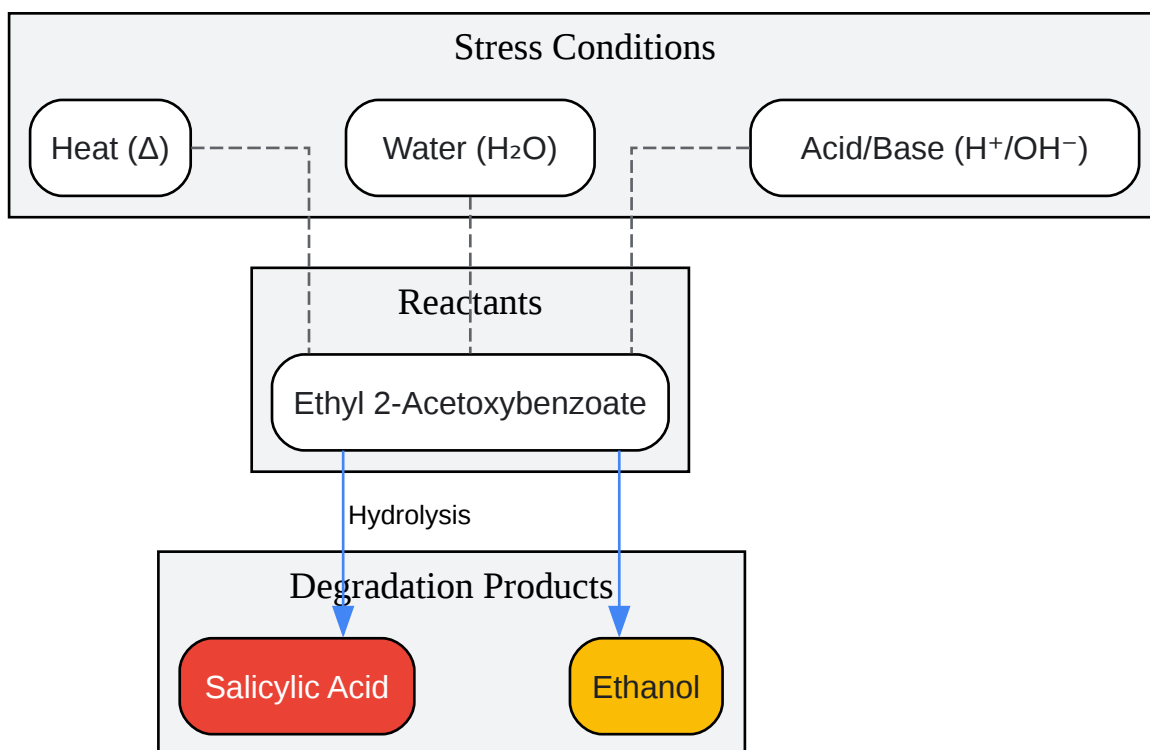 Stress Conditions
Heat (Δ)
Water (H₂O)
Acid/Base (H⁺/OH⁻)
Reactants
Ethyl 2-Acetoxybenzoate
Hydrolysis
Degradation Products
Salicylic Acid
Ethanol